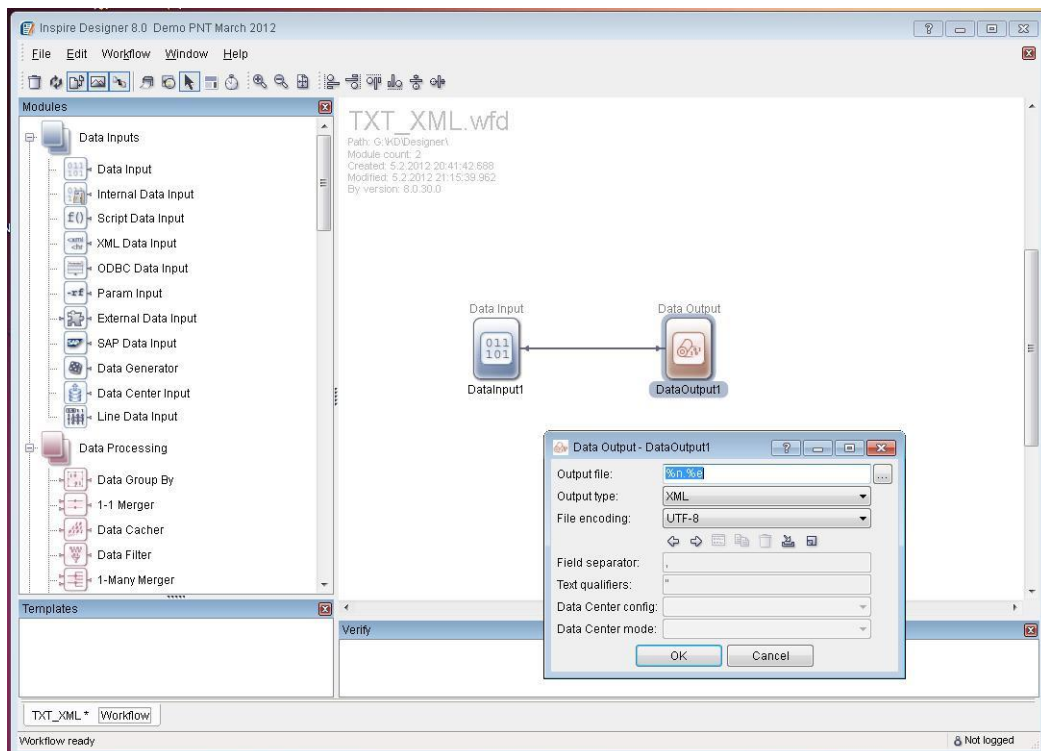 Inspire Designer 8.0 Demo PNT March 2012
File Edit Workflow Window Help
Modules
Data Inputs
Data Input
Internal Data Input
Script Data Input
XML Data Input
ODBC Data Input
Param Input
External Data Input
SAP Data Input
Data Generator
Data Center Input
Line Data Input
Data Processing
Data Group By
1-1 Merger
Data Cacher
Data Filter
1-Many Merger
Templates
TXT_XML.wfd
Path: G:\KD\Designer\
Module count: 2
Created: 5.2.2012 20:41:42.688
Modified: 5.2.2012 21:15:39.962
By version: 8.0.30.0
Data Input
011
101
DataInput1
Data Output
DataOutput1
Data Output - DataOutput1
Output file: %n.%e ...
Output type: XML
File encoding: UTF-8
Field separator: ,
Text qualifiers: "
Data Center config:
Data Center mode:
OK Cancel
Verify
TXT_XML * Workflow
Workflow ready
Not logged